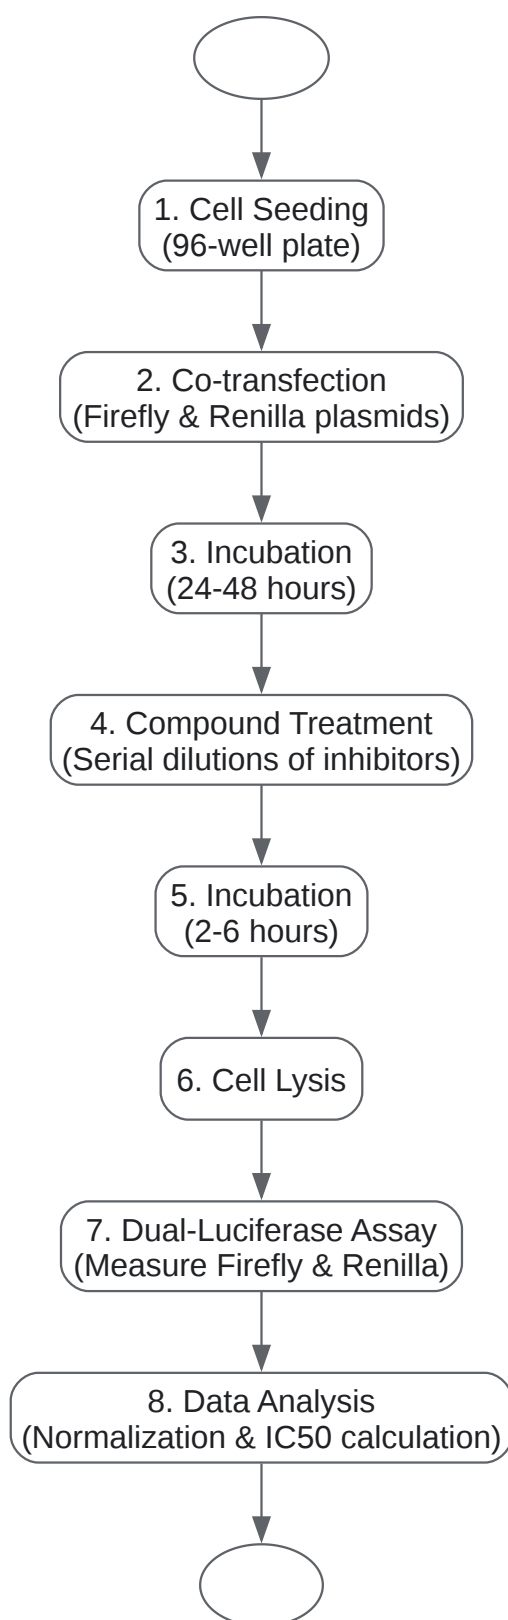 1. Cell Seeding
(96-well plate)
2. Co-transfection
(Firefly & Renilla plasmids)
3. Incubation
(24-48 hours)
4. Compound Treatment
(Serial dilutions of inhibitors)
5. Incubation
(2-6 hours)
6. Cell Lysis
7. Dual-Luciferase Assay
(Measure Firefly & Renilla)
8. Data Analysis
(Normalization & IC50 calculation)